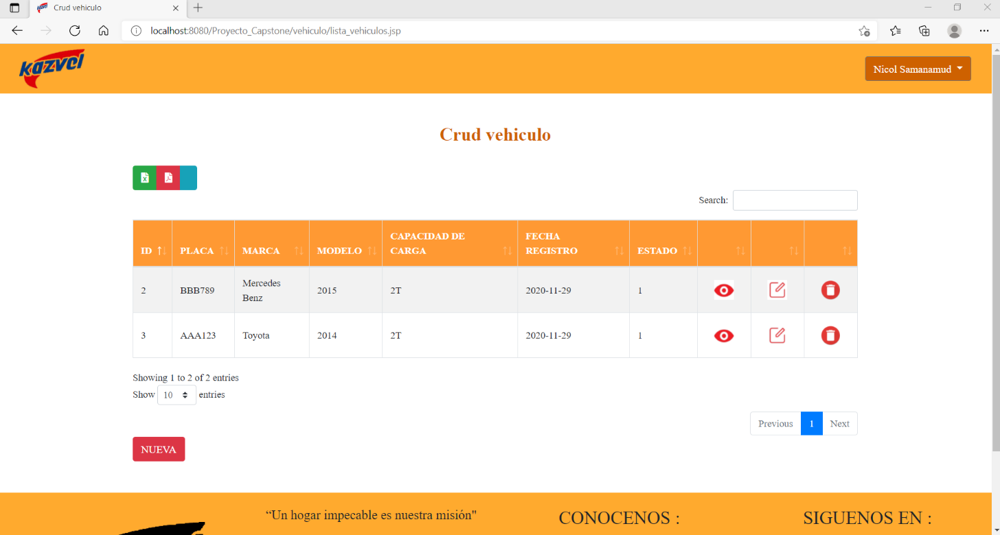 Crud vehiculo
localhost:8080/Proyecto_Capstone/vehiculo/lista_vehiculos.jsp
kazvel
Nicol Samanamud
Crud vehiculo
Search:
ID PLACA MARCA MODELO CAPACIDAD DE CARGA FECHA REGISTRO ESTADO
2 BBB789 Mercedes Benz 2015 2T 2020-11-29 1
3 AAA123 Toyota 2014 2T 2020-11-29 1
Showing 1 to 2 of 2 entries
Show 10 entries
Previous 1 Next
NUEVA
“Un hogar impecable es nuestra misión" CONOCENOS : SIGUENOS EN :